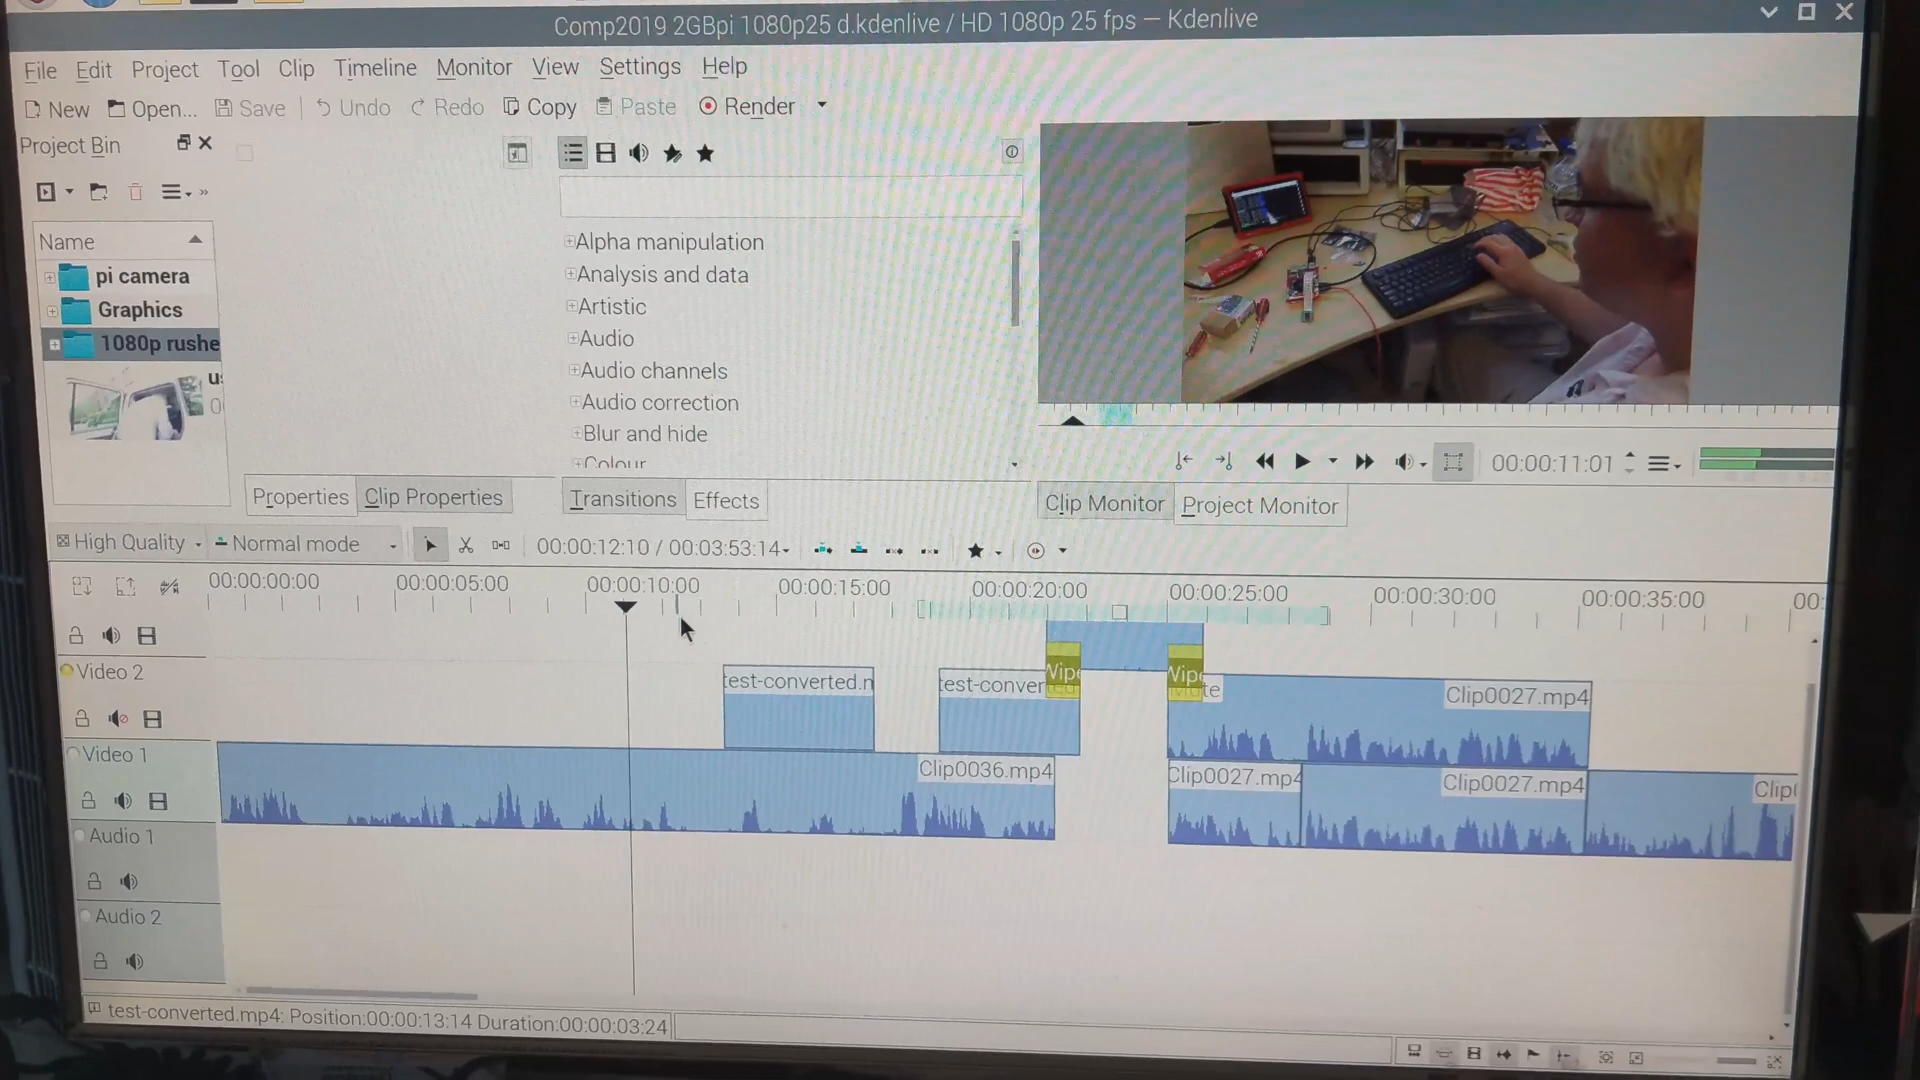 Comp2019 2GBpi 1080p25 d.kdenlive / HD 1080p 25 fps — Kdenlive
File Edit Project Tool Clip Timeline Monitor View Settings Help
New Open... Save Undo Redo Copy Paste Render
Project Bin
Name
pi camera
Graphics
1080p rushe
Alpha manipulation
Analysis and data
Artistic
Audio
Audio channels
Audio correction
Blur and hide
Colour
Properties Clip Properties Transitions Effects
00:00:11:01
Clip Monitor Project Monitor
High Quality Normal mode 00:00:12:10 / 00:03:53:14
00:00:00:00 00:00:05:00 00:00:10:00 00:00:15:00 00:00:20:00 00:00:25:00 00:00:30:00 00:00:35:00 00:
Video 2
test-converted.n test-conver Wipe Wipe Clip0027.mp4
Video 1
Clip0036.mp4 Clip0027.mp4 Clip0027.mp4 Clip
Audio 1
Audio 2
test-converted.mp4: Position:00:00:13:14 Duration:00:00:03:24